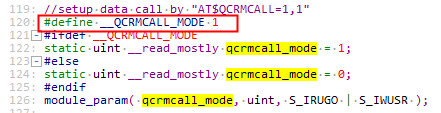 119: //setup data call by "AT$QCRMCALL=1,1"
120: #define __QCRMCALL_MODE 1
121: #ifdef __QCRMCALL_MODE
122: static uint __read_mostly qcrmcall_mode = 1;
123: #else
124: static uint __read_mostly qcrmcall_mode = 0;
125: #endif
126: module_param( qcrmcall_mode, uint, S_IRUGO | S_IWUSR );